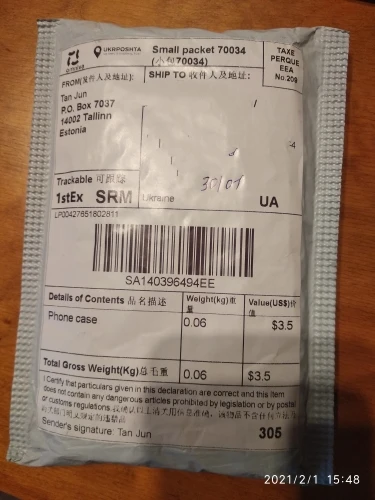 omniva
UKRPOSHTA
Small packet 70034
(小包70034)
TAXE
PERQUE
EEA
No.209
FROM(发件人及地址):
Tan Jun
P.O. Box 7037
14002 Tallinn
Estonia
SHIP TO 收件人及地址:
Trackable 可跟踪
1stEx SRM
Ukraine
30/01
UA
LP00427651802811
SA140396494EE
Details of Contents 品名描述
Weight(kg)重量
Value(US$)价值
Phone case
0.06
$3.5
Total Gross Weight(Kg)总毛重
0.06
$3.5
I Certify that particulars given in this declaration are correct and this item
does not contain any dangerous articles prohibited by legislation or by postal
or customs regulations.
Sender's signature: Tan Jun
305
2021/2/1 15:48